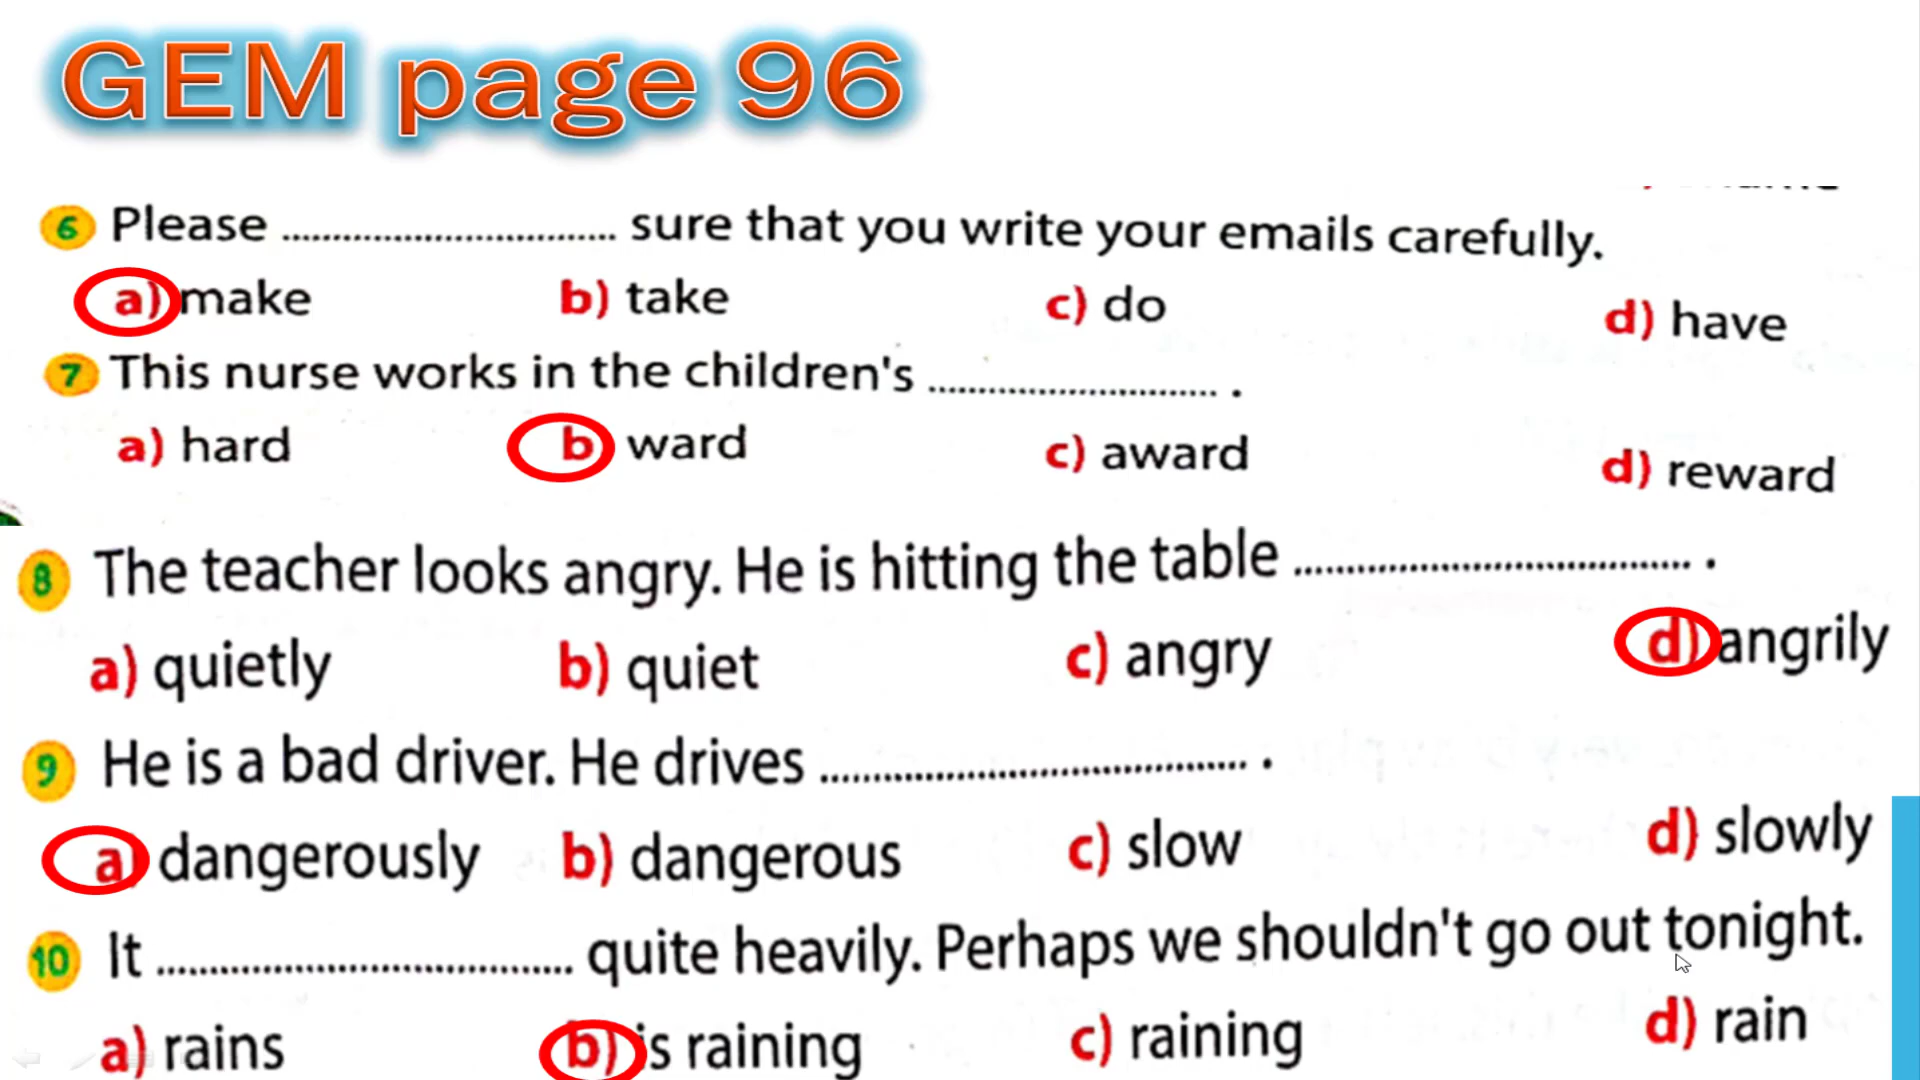 GEM page 96
6 Please ................................ sure that you write your emails carefully.
a) make b) take c) do d) have
7 This nurse works in the children's ............................ .
a) hard b) ward c) award d) reward
8 The teacher looks angry. He is hitting the table ...................................... .
a) quietly b) quiet c) angry d) angrily
9 He is a bad driver. He drives ......................................... .
a) dangerously b) dangerous c) slow d) slowly
10 It ........................................ quite heavily. Perhaps we shouldn't go out tonight.
a) rains b) is raining c) raining d) rain